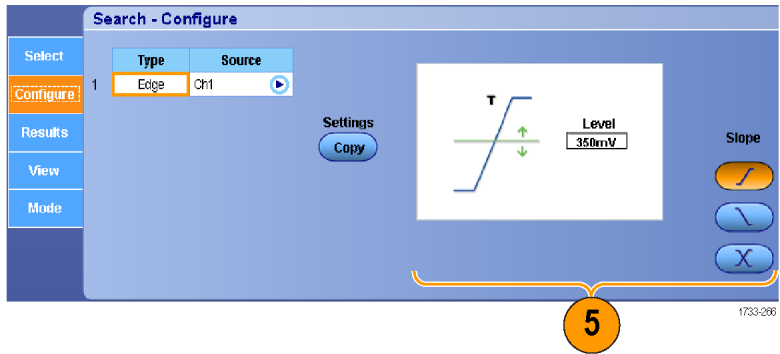 Search - Configure
Select
Configure
Results
View
Mode
Type Source
1 Edge Ch1
Settings
Copy
T
Level
350mV
Slope
5
1733-266